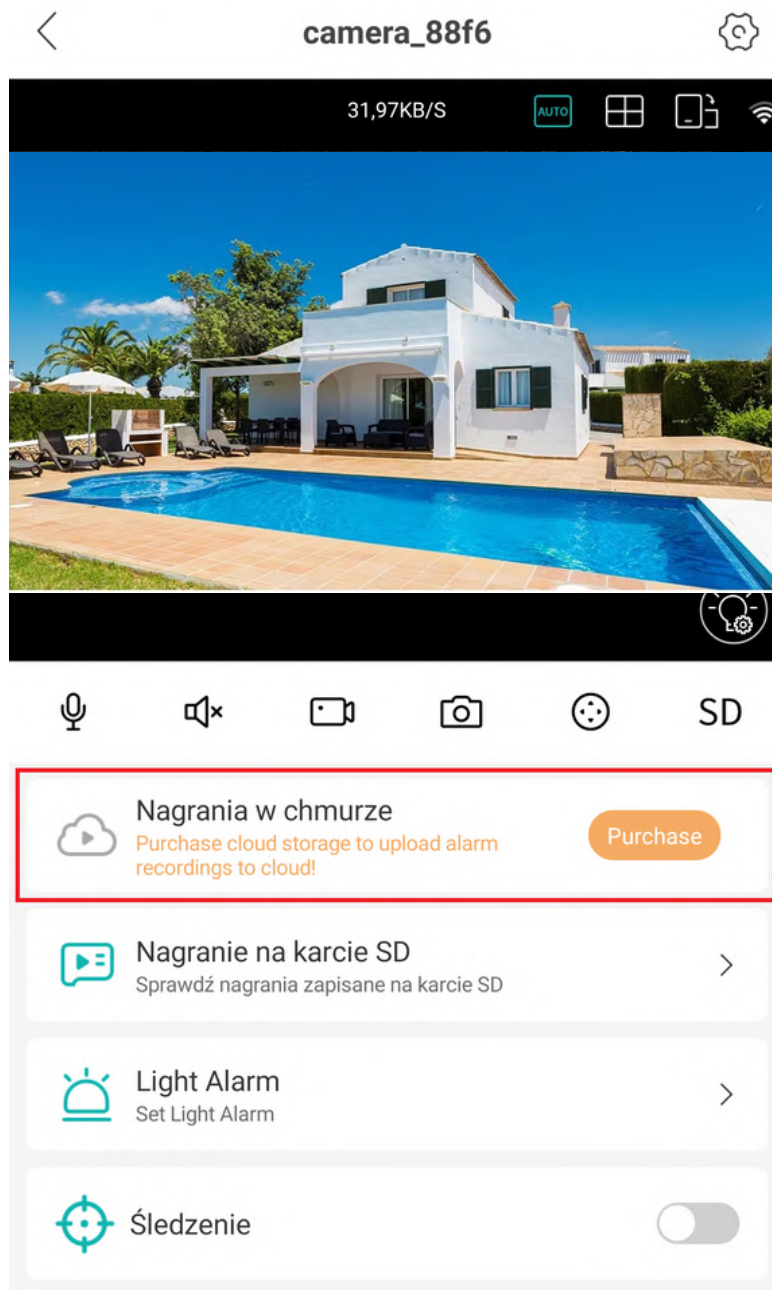 camera_88f6
31,97KB/S
AUTO
SD
Nagrania w chmurze
Purchase cloud storage to upload alarm
recordings to cloud!
Purchase
Nagranie na karcie SD
Sprawdź nagrania zapisane na karcie SD
Light Alarm
Set Light Alarm
Śledzenie